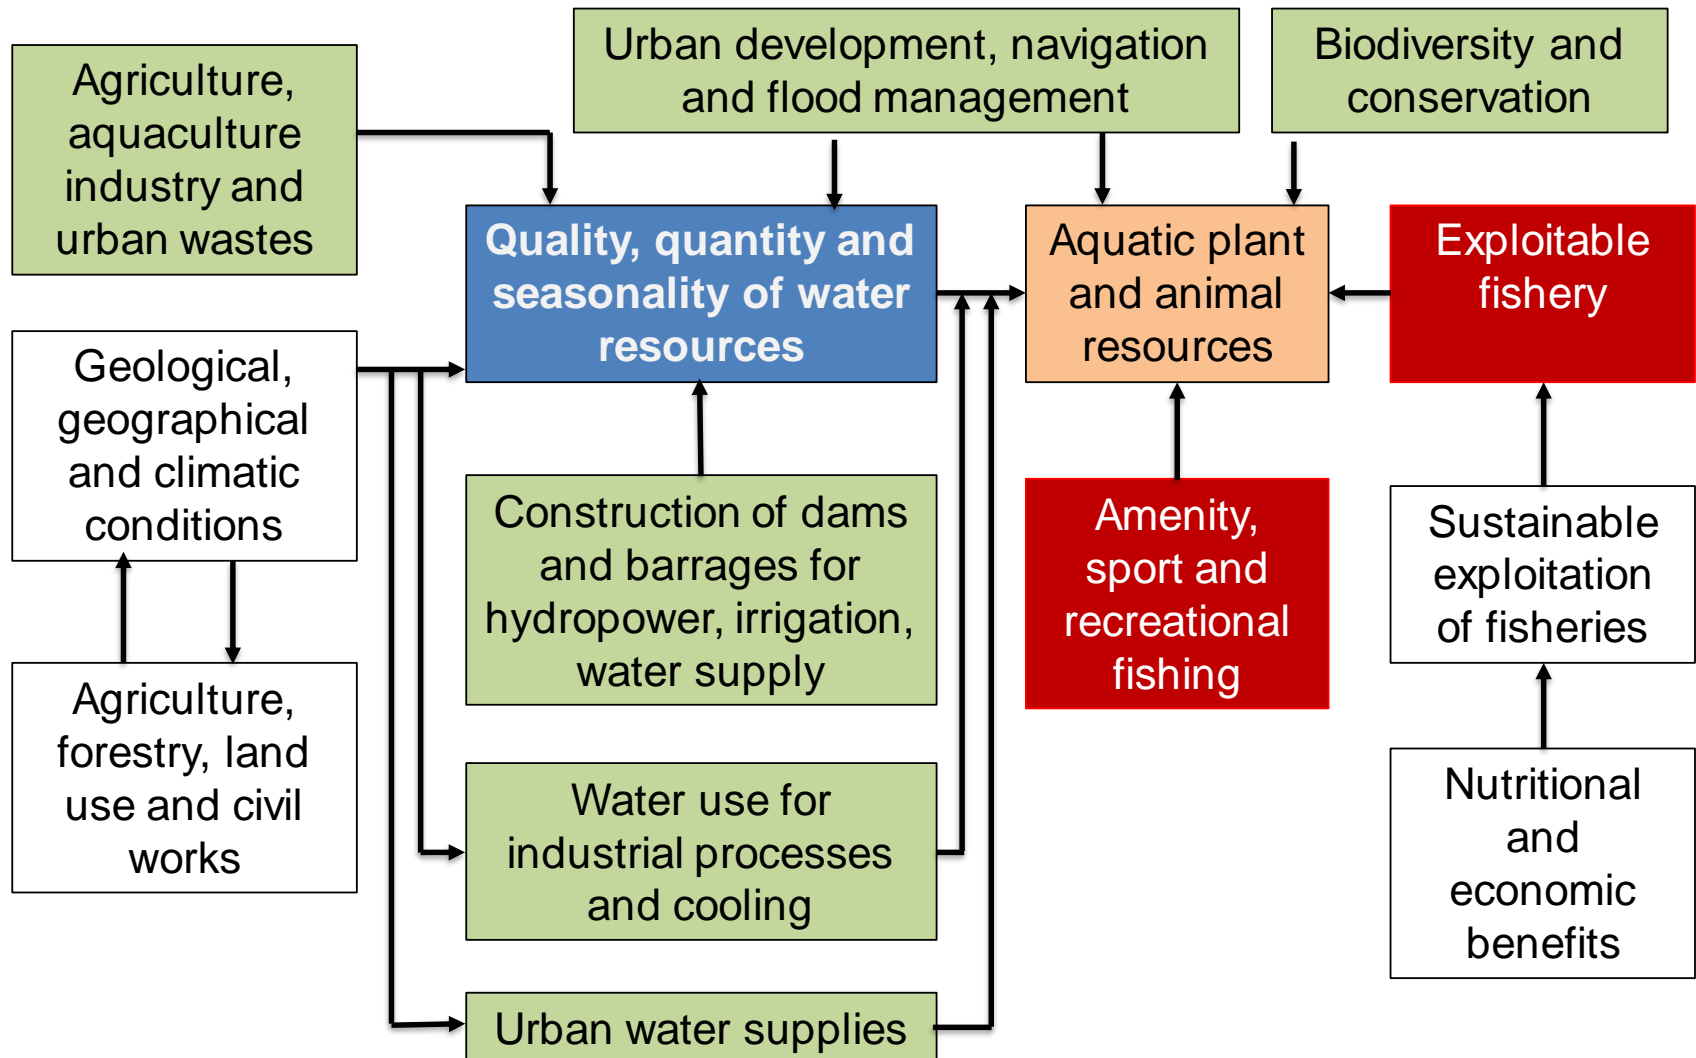 Urban development, navigation
and flood management
Biodiversity and
conservation
Agriculture,
aquaculture
industry and
urban wastes
Quality, quantity and
seasonality of water
resources
Aquatic plant
and animal
resources
Exploitable
fishery
Geological,
geographical
and climatic
conditions
Construction of dams
and barrages for
hydropower, irrigation,
water supply
Amenity,
sport and
recreational
fishing
Sustainable
exploitation
of fisheries
Agriculture,
forestry, land
use and civil
works
Water use for
industrial processes
and cooling
Nutritional
and
economic
benefits
Urban water supplies